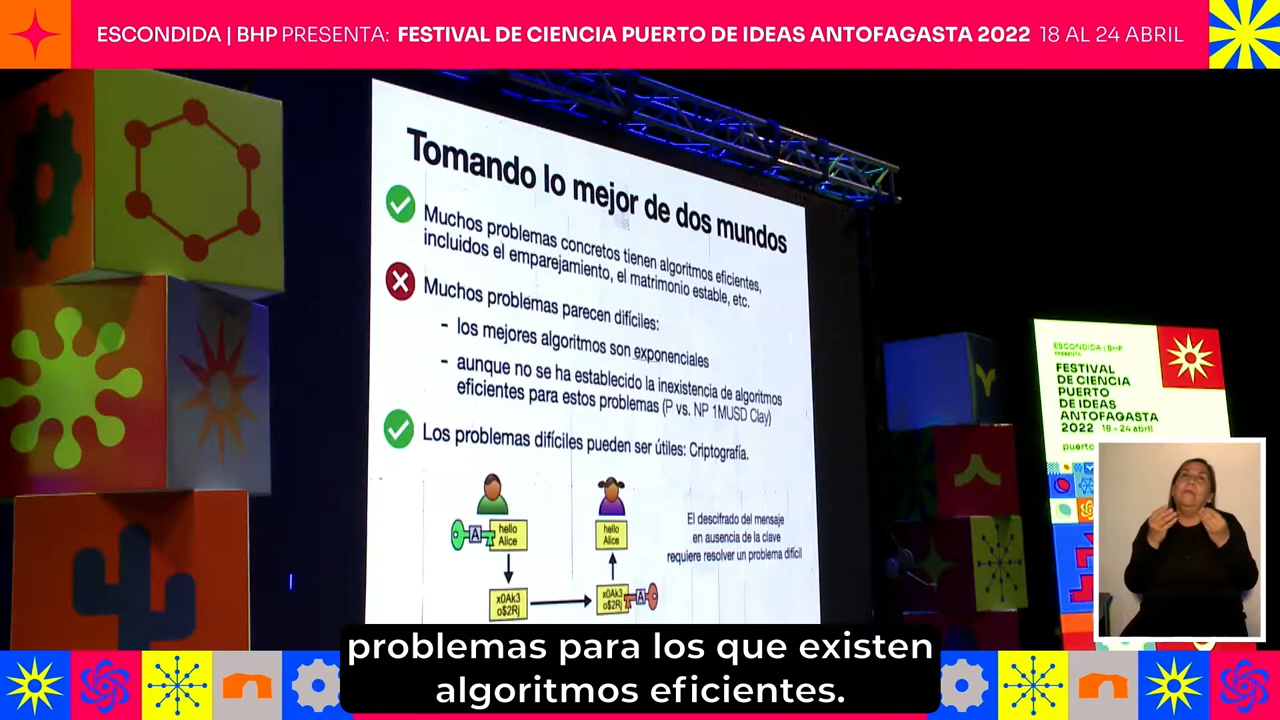 ESCONDIDA | BHP PRESENTA: FESTIVAL DE CIENCIA PUERTO DE IDEAS ANTOFAGASTA 2022 18 AL 24 ABRIL
Tomando lo mejor de dos mundos
Muchos problemas concretos tienen algoritmos eficientes,
incluidos el emparejamiento, el matrimonio estable, etc.
Muchos problemas parecen difíciles:
- los mejores algoritmos son exponenciales
- aunque no se ha establecido la inexistencia de algoritmos
eficientes para estos problemas (P vs. NP 1MUSD Clay)
Los problemas difíciles pueden ser útiles: Criptografía.
A
hello
Alice
hello
Alice
x0Ak3
o$2Rj
x0Ak3
o$2Rj
A
El descifrado del mensaje
en ausencia de la clave
requiere resolver un problema difícil
ESCONDIDA | BHP
PRESENTA:
FESTIVAL
DE CIENCIA
PUERTO
DE IDEAS
ANTOFAGASTA
2022 18 - 24 abril
puerto
problemas para los que existen
algoritmos eficientes.